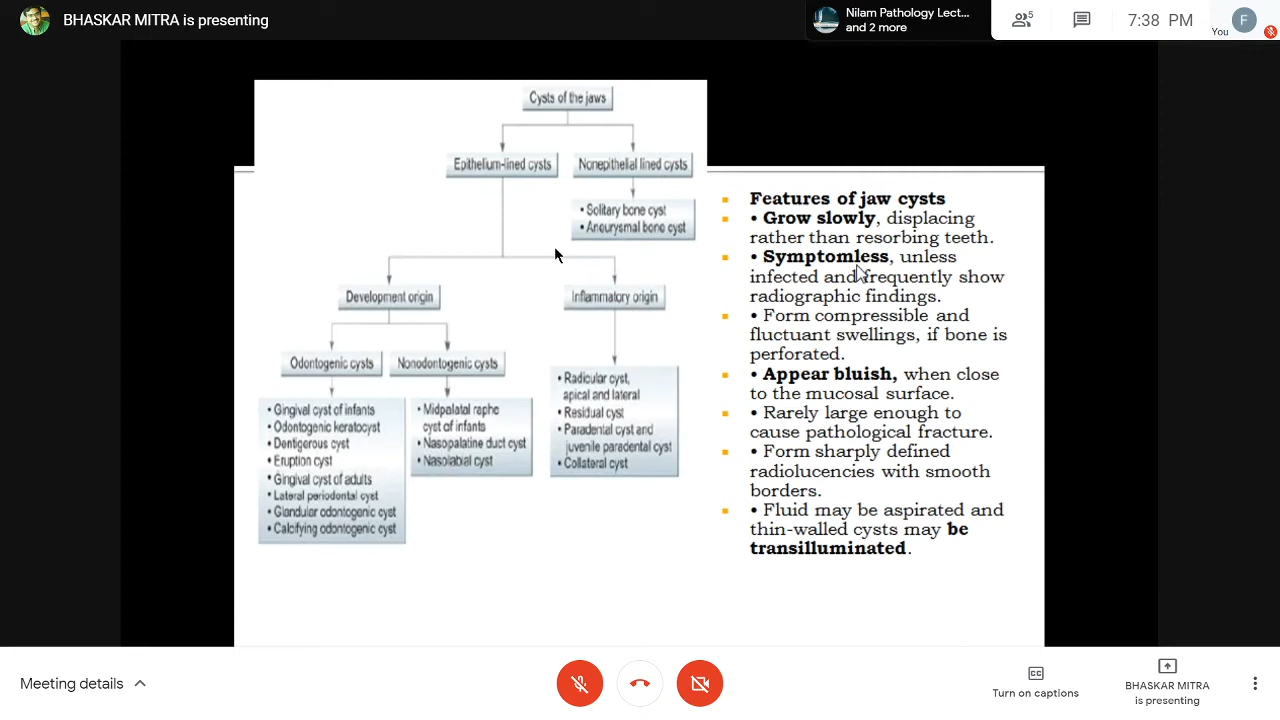 BHASKAR MITRA is presenting
Nilam Pathology Lect...
and 2 more
5
7:38 PM
You
F
Cysts of the jaws
Epithelium-lined cysts
Nonepithelial lined cysts
• Solitary bone cyst
• Aneurysmal bone cyst
Development origin
Inflammatory origin
Odontogenic cysts
Nonodontogenic cysts
• Gingival cyst of infants
• Odontogenic keratocyst
• Dentigerous cyst
• Eruption cyst
• Gingival cyst of adults
• Lateral periodontal cyst
• Glandular odontogenic cyst
• Calcifying odontogenic cyst
• Midpalatal raphe
cyst of infants
• Nasopalatine duct cyst
• Nasolabial cyst
• Radicular cyst,
apical and lateral
• Residual cyst
• Paradental cyst and
juvenile paradental cyst
• Collateral cyst
Features of jaw cysts
• Grow slowly, displacing
rather than resorbing teeth.
• Symptomless, unless
infected and frequently show
radiographic findings.
• Form compressible and
fluctuant swellings, if bone is
perforated.
• Appear bluish, when close
to the mucosal surface.
• Rarely large enough to
cause pathological fracture.
• Form sharply defined
radiolucencies with smooth
borders.
• Fluid may be aspirated and
thin-walled cysts may be
transilluminated.
Meeting details
CC
Turn on captions
BHASKAR MITRA
is presenting